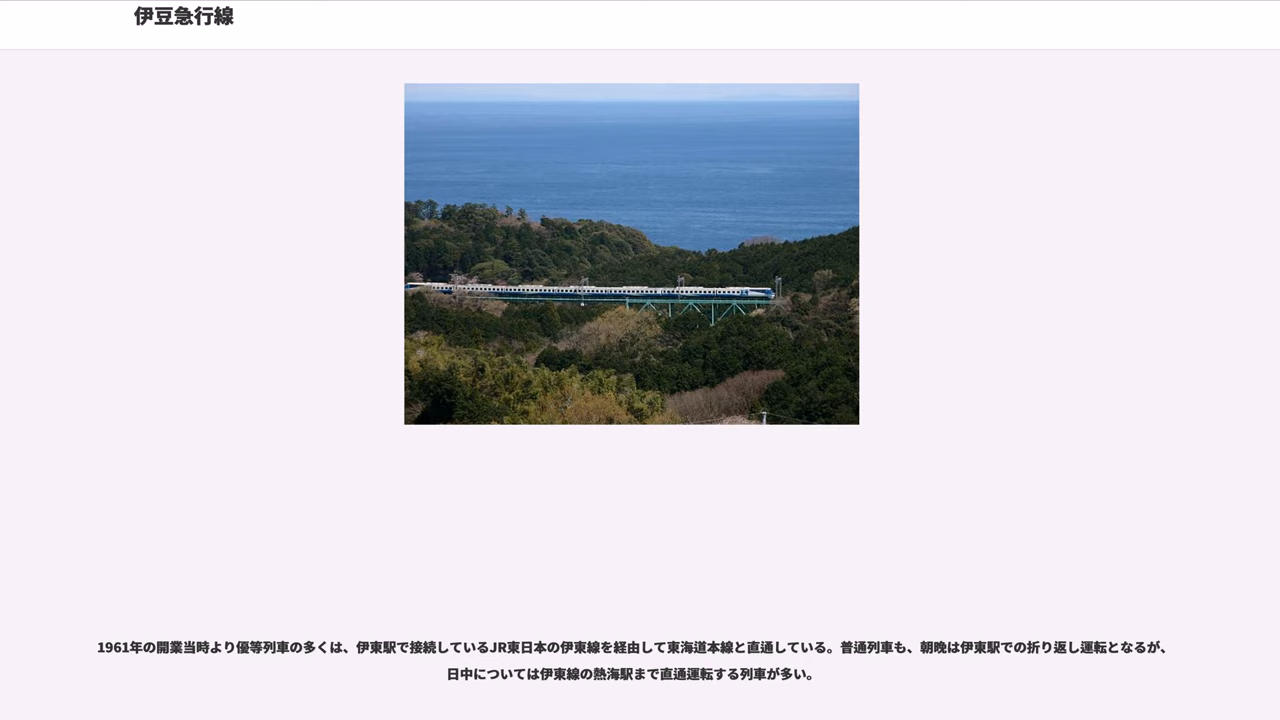 伊豆急行線
1961年の開業当時より優等列車の多くは、伊東駅で接続しているJR東日本の伊東線を経由して東海道本線と直通している。普通列車も、朝晩は伊東駅での折り返し運転となるが、
日中については伊東線の熱海駅まで直通運転する列車が多い。